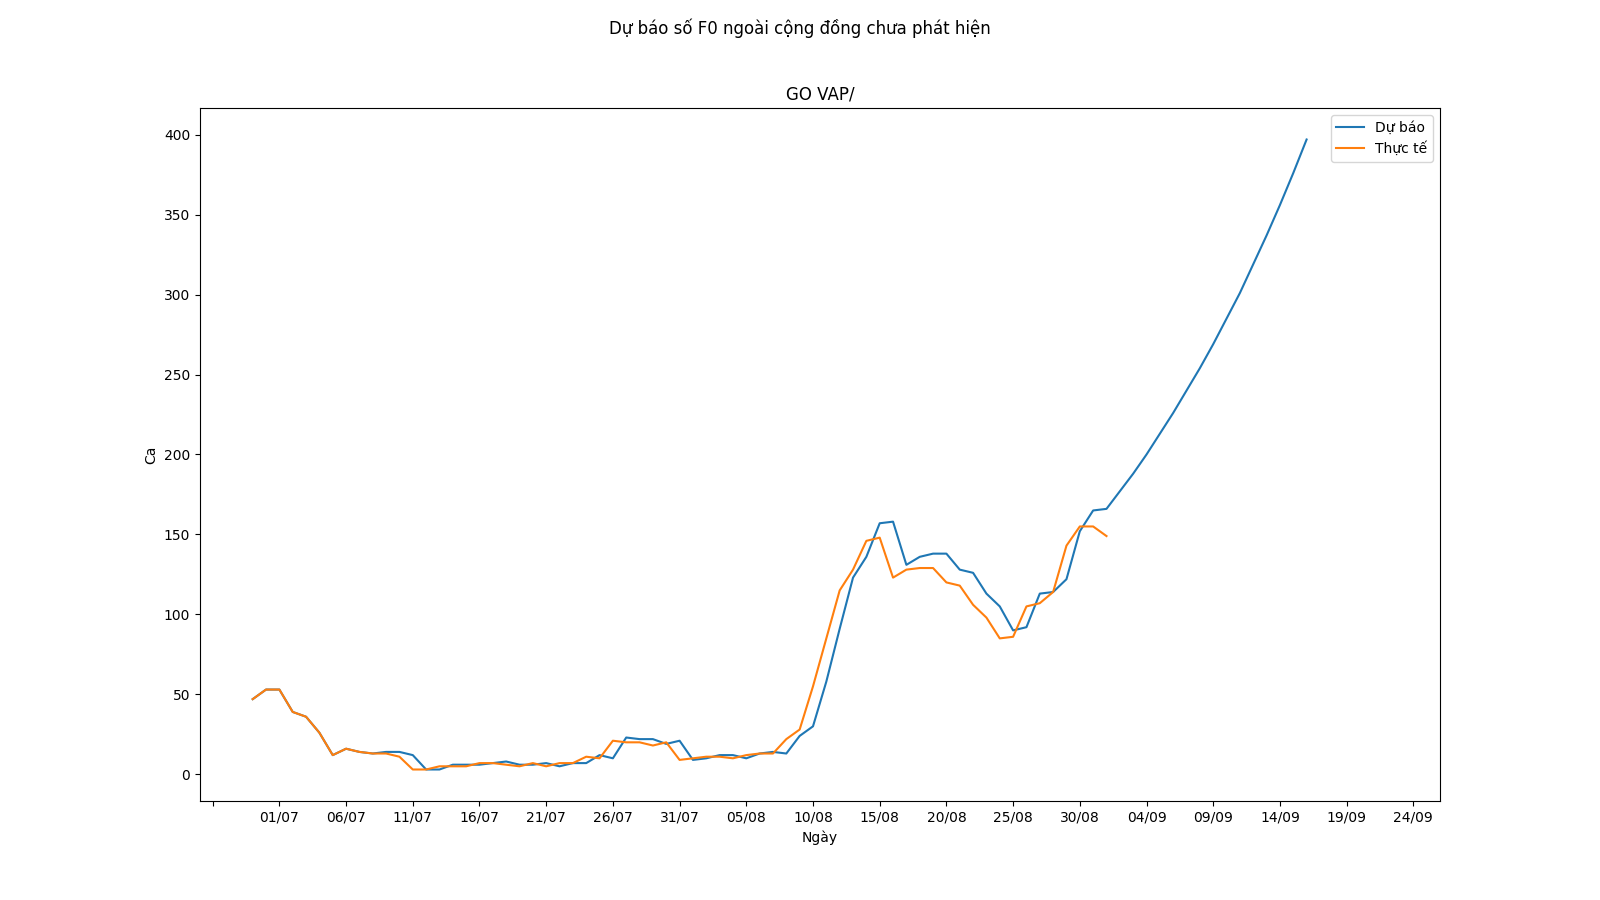 Dự báo số F0 ngoài cộng đồng chưa phát hiện
GO VAP/
Dự báo
Thực tế
400
350
300
250
200
150
100
50
0
Ca
01/07 06/07 11/07 16/07 21/07 26/07 31/07 05/08 10/08 15/08 20/08 25/08 30/08 04/09 09/09 14/09 19/09 24/09
Ngày